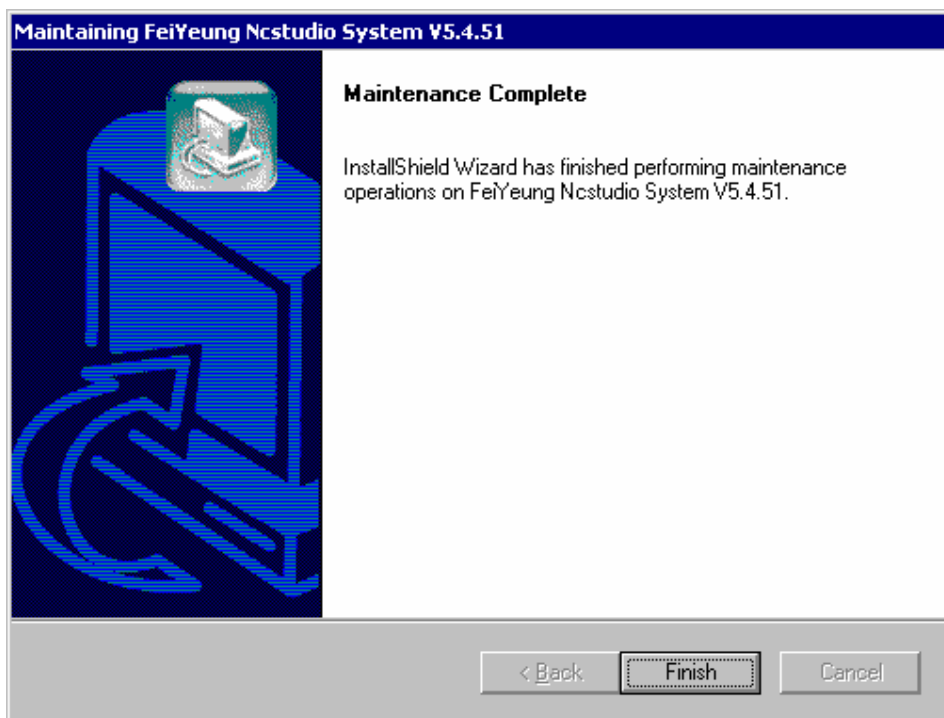 Maintaining FeiYeung Ncstudio System V5.4.51
Maintenance Complete
InstallShield Wizard has finished performing maintenance
operations on FeiYeung Ncstudio System V5.4.51.
< Back
Finish
Cancel